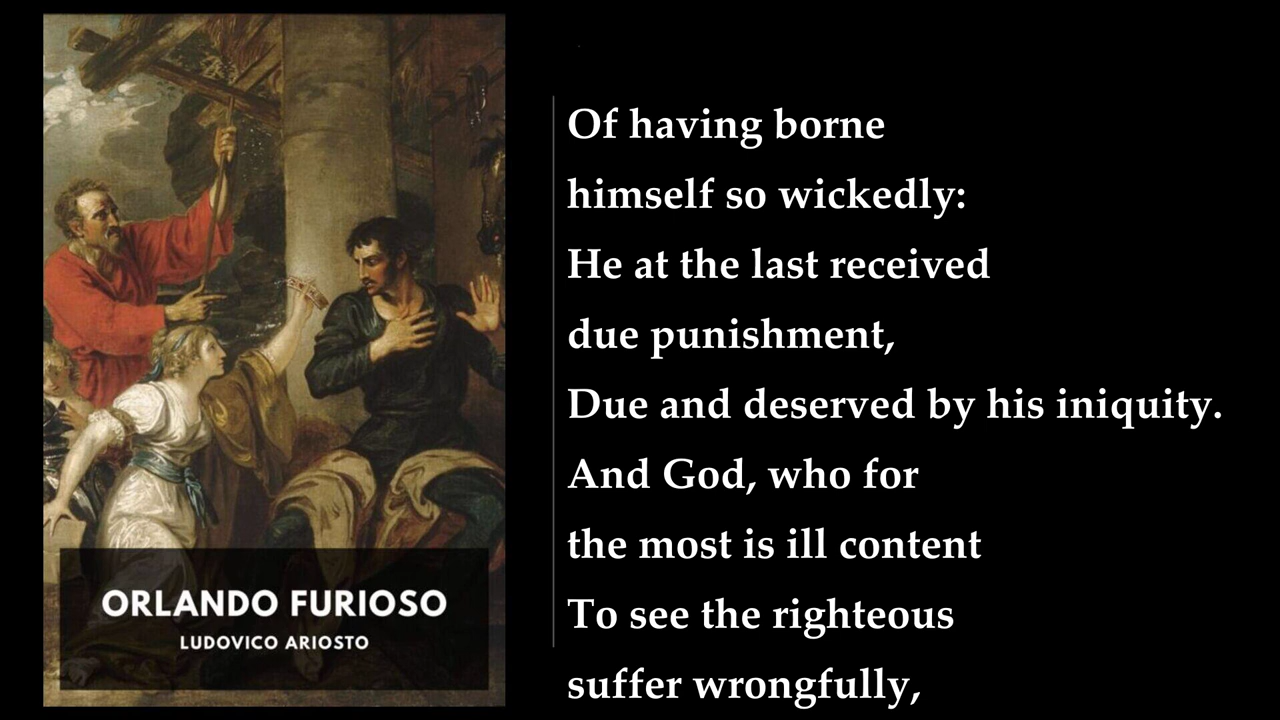 ORLANDO FURIOSO
LUDOVICO ARIOSTO
Of having borne
himself so wickedly:
He at the last received
due punishment,
Due and deserved by his iniquity.
And God, who for
the most is ill content
To see the righteous
suffer wrongfully,